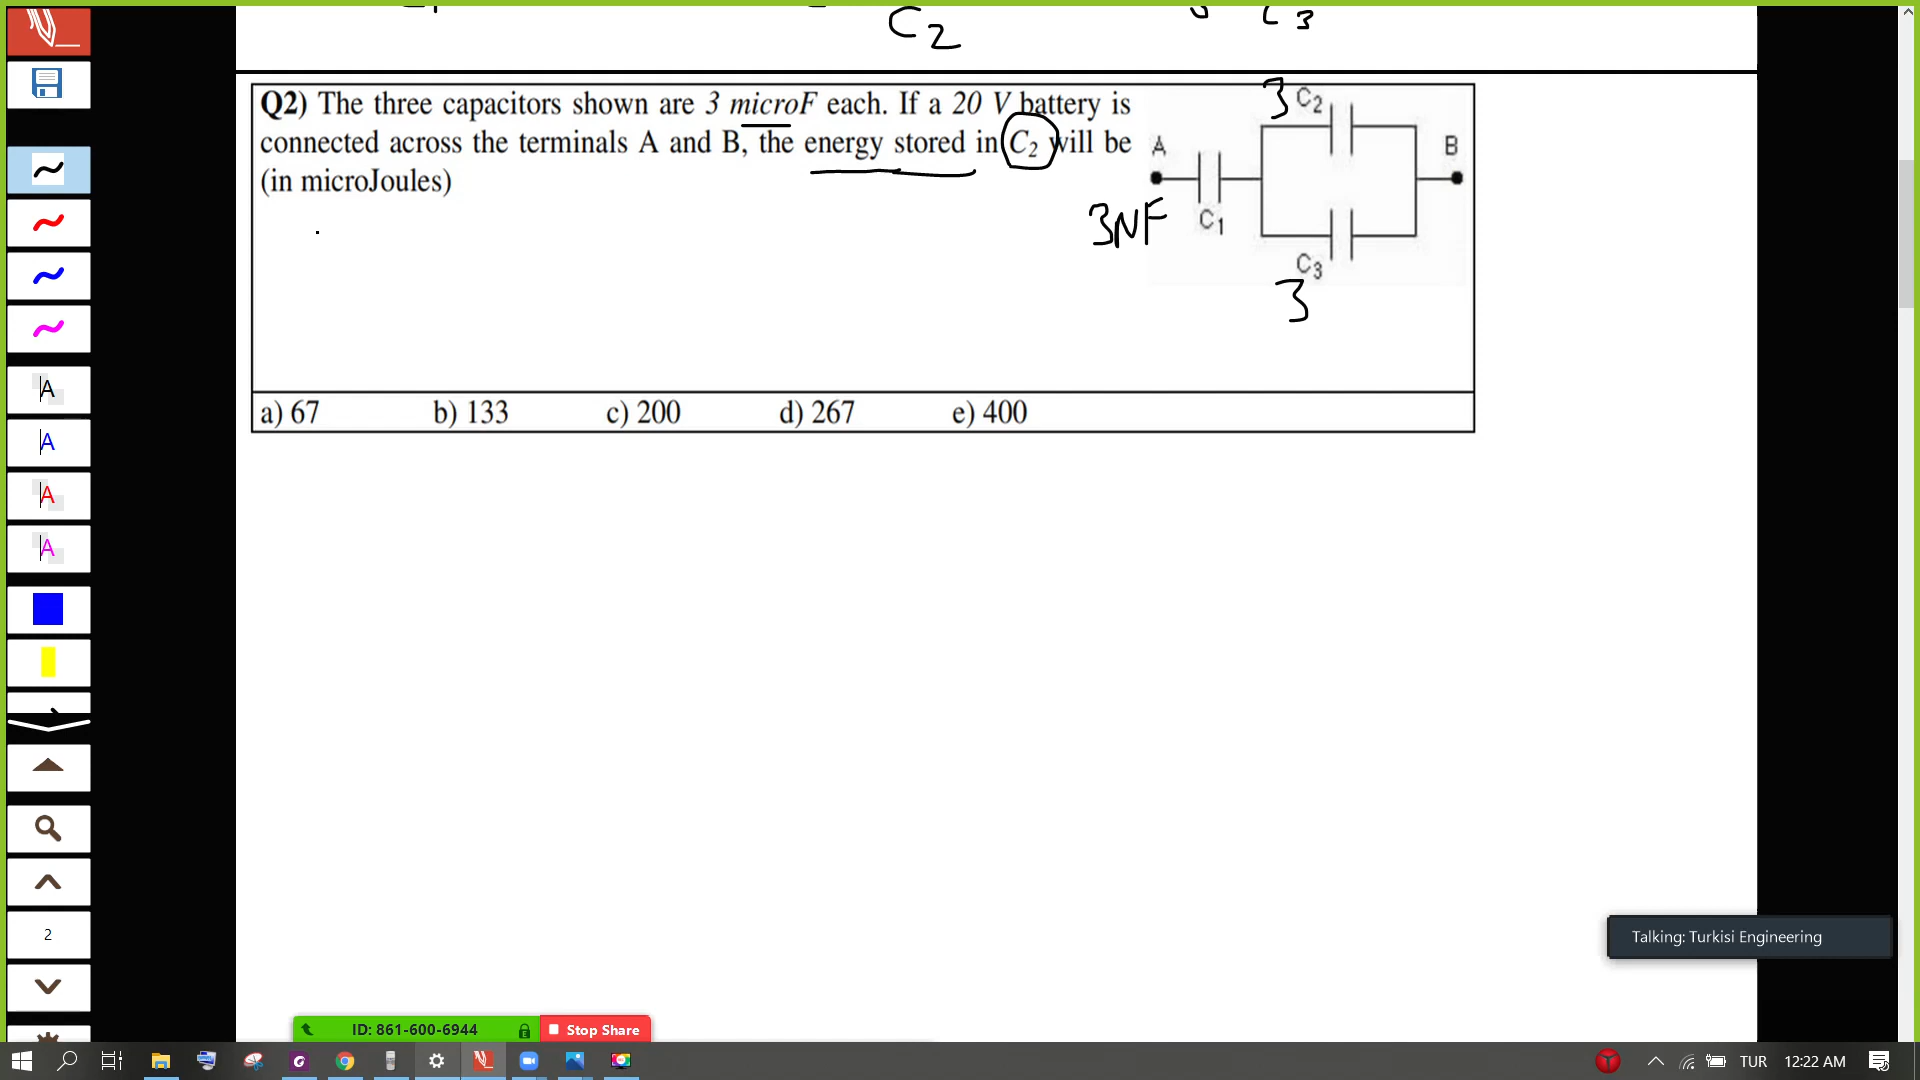 C2
C3
Q2) The three capacitors shown are 3 microF each. If a 20 V battery is
connected across the terminals A and B, the energy stored in C2 will be
(in microJoules)
3 C2
A
B
3NF
C1
C3
3
a) 67 b) 133 c) 200 d) 267 e) 400
A
A
A
A
2
Talking: Turkisi Engineering
ID: 861-600-6944
Stop Share
TUR 12:22 AM